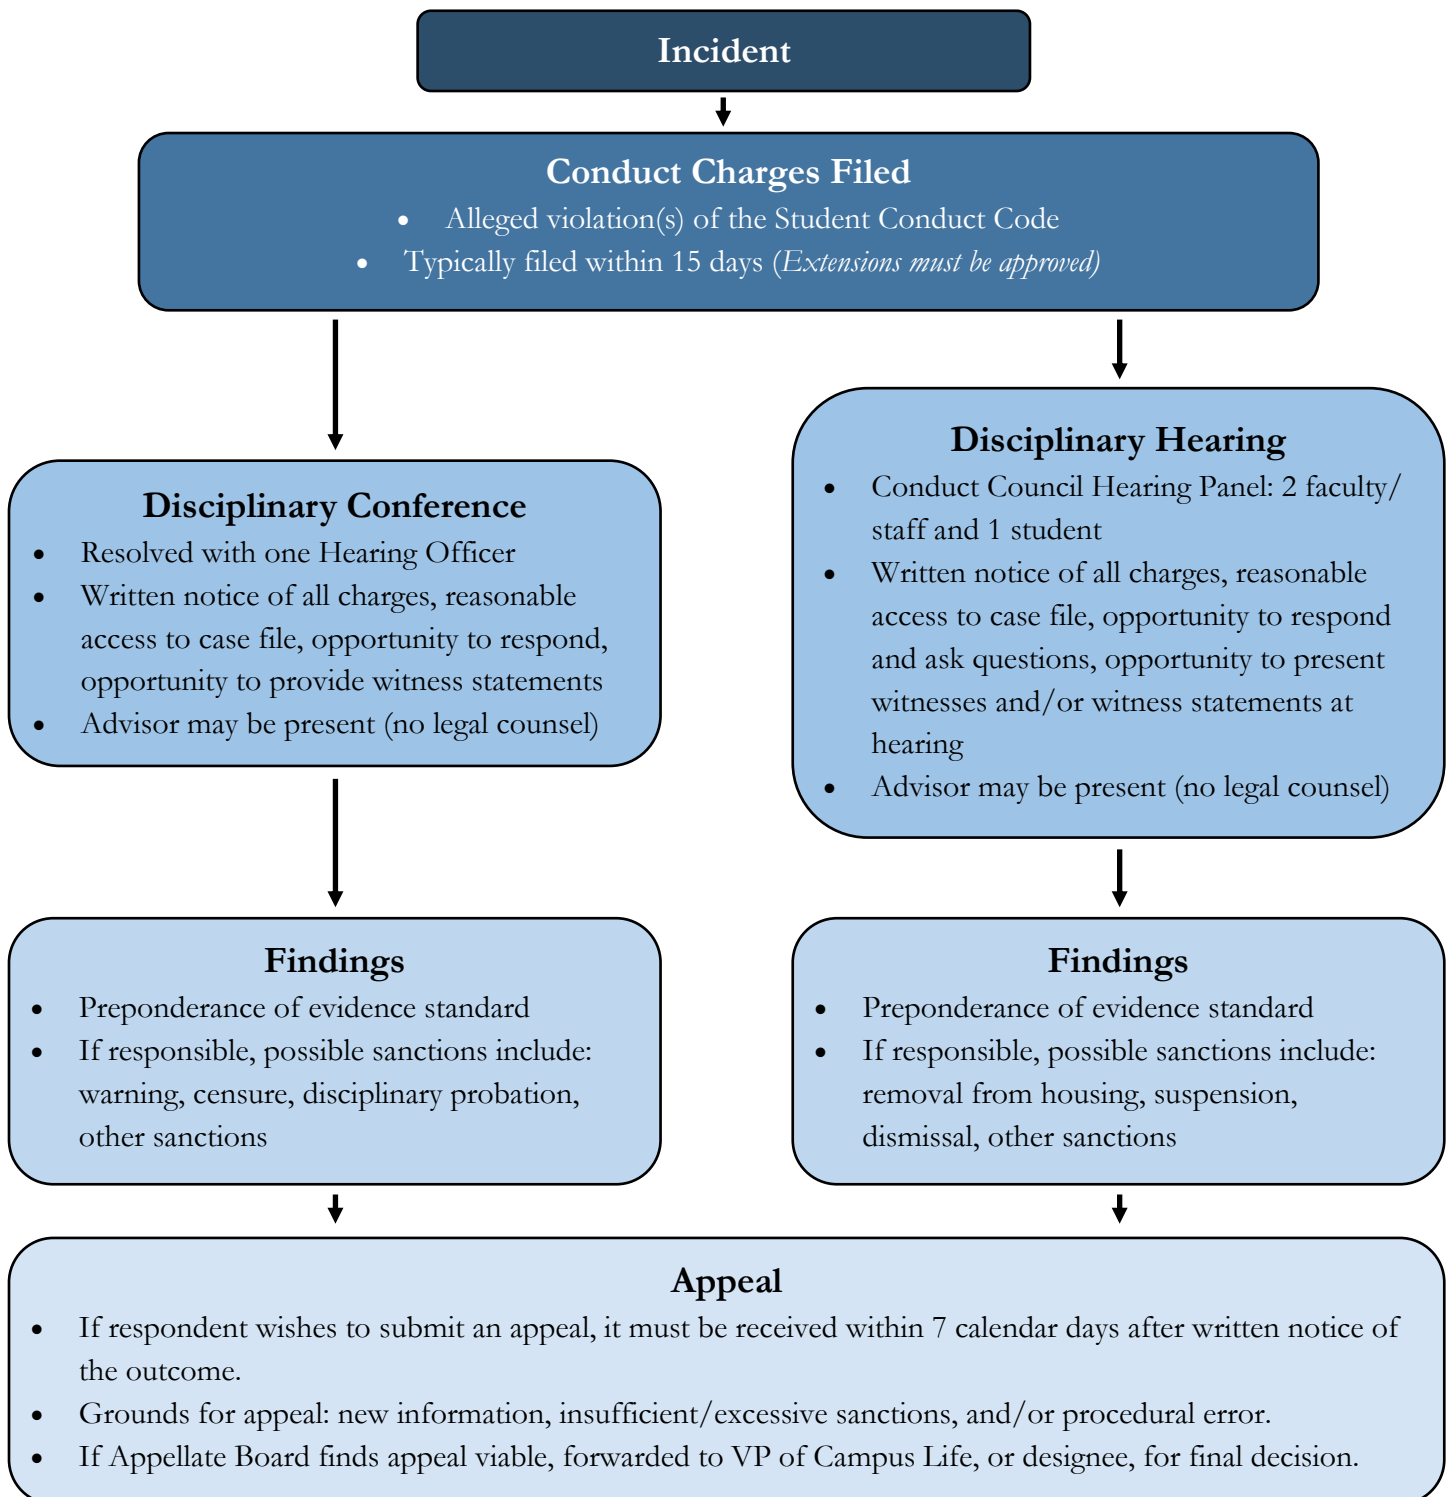 Incident
Conduct Charges Filed
• Alleged violation(s) of the Student Conduct Code
• Typically filed within 15 days (Extensions must be approved)
Disciplinary Conference
• Resolved with one Hearing Officer
• Written notice of all charges, reasonable
access to case file, opportunity to respond,
opportunity to provide witness statements
• Advisor may be present (no legal counsel)
Disciplinary Hearing
• Conduct Council Hearing Panel: 2 faculty/
staff and 1 student
• Written notice of all charges, reasonable
access to case file, opportunity to respond
and ask questions, opportunity to present
witnesses and/or witness statements at
hearing
• Advisor may be present (no legal counsel)
Findings
• Preponderance of evidence standard
• If responsible, possible sanctions include:
warning, censure, disciplinary probation,
other sanctions
Findings
• Preponderance of evidence standard
• If responsible, possible sanctions include:
removal from housing, suspension,
dismissal, other sanctions
Appeal
• If respondent wishes to submit an appeal, it must be received within 7 calendar days after written notice of
the outcome.
• Grounds for appeal: new information, insufficient/excessive sanctions, and/or procedural error.
• If Appellate Board finds appeal viable, forwarded to VP of Campus Life, or designee, for final decision.